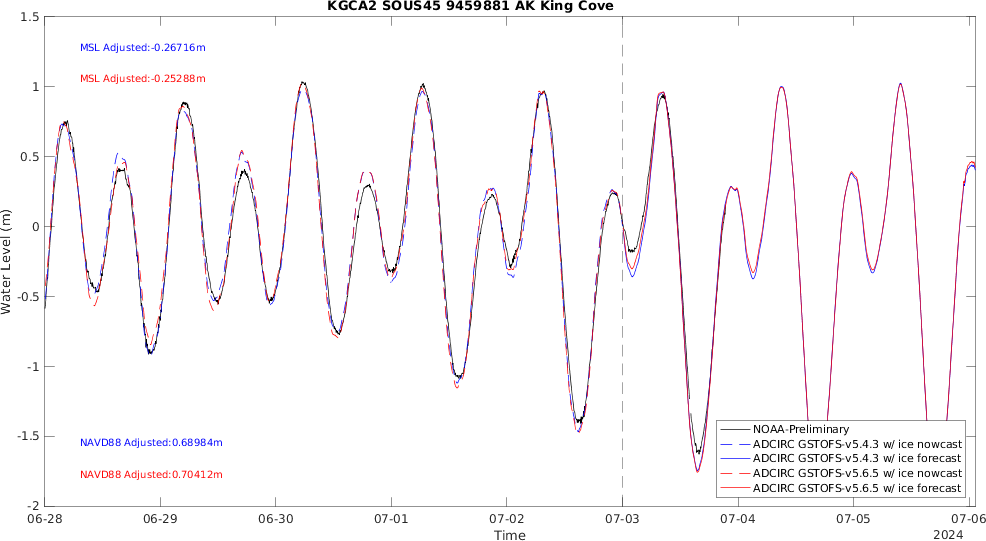 KGCA2 SOUS45 9459881 AK King Cove
1.5
1
0.5
0
-0.5
-1
-1.5
-2
Water Level (m)
MSL Adjusted:-0.26716m
MSL Adjusted:-0.25288m
NAVD88 Adjusted:0.68984m
NAVD88 Adjusted:0.70412m
NOAA-Preliminary
ADCIRC GSTOFS-v5.4.3 w/ ice nowcast
ADCIRC GSTOFS-v5.4.3 w/ ice forecast
ADCIRC GSTOFS-v5.6.5 w/ ice nowcast
ADCIRC GSTOFS-v5.6.5 w/ ice forecast
06-28 06-29 06-30 07-01 07-02 07-03 07-04 07-05 07-06
Time
2024